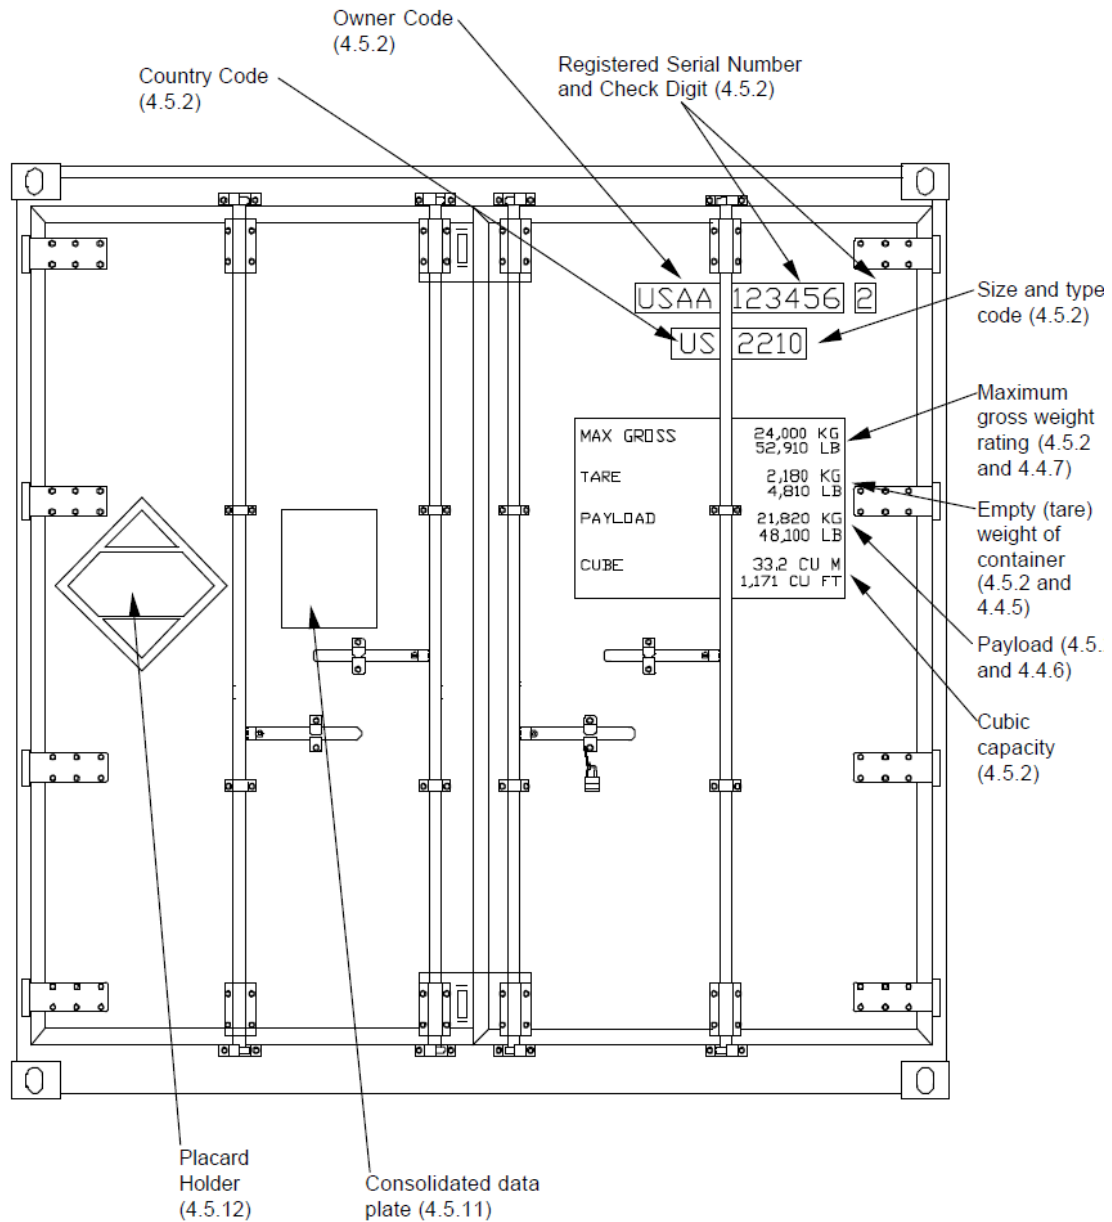 Owner Code
(4.5.2)
Country Code
(4.5.2)
Registered Serial Number
and Check Digit (4.5.2)
USAA 123456 2
US 2210
Size and type
code (4.5.2)
MAX GROSS 24,000 KG
52,910 LB
TARE 2,180 KG
4,810 LB
PAYLOAD 21,820 KG
48,100 LB
CUBE 33.2 CU M
1,171 CU FT
Maximum
gross weight
rating (4.5.2
and 4.4.7)
Empty (tare)
weight of
container
(4.5.2 and
4.4.5)
Payload (4.5.
and 4.4.6)
Cubic
capacity
(4.5.2)
Placard
Holder
(4.5.12)
Consolidated data
plate (4.5.11)